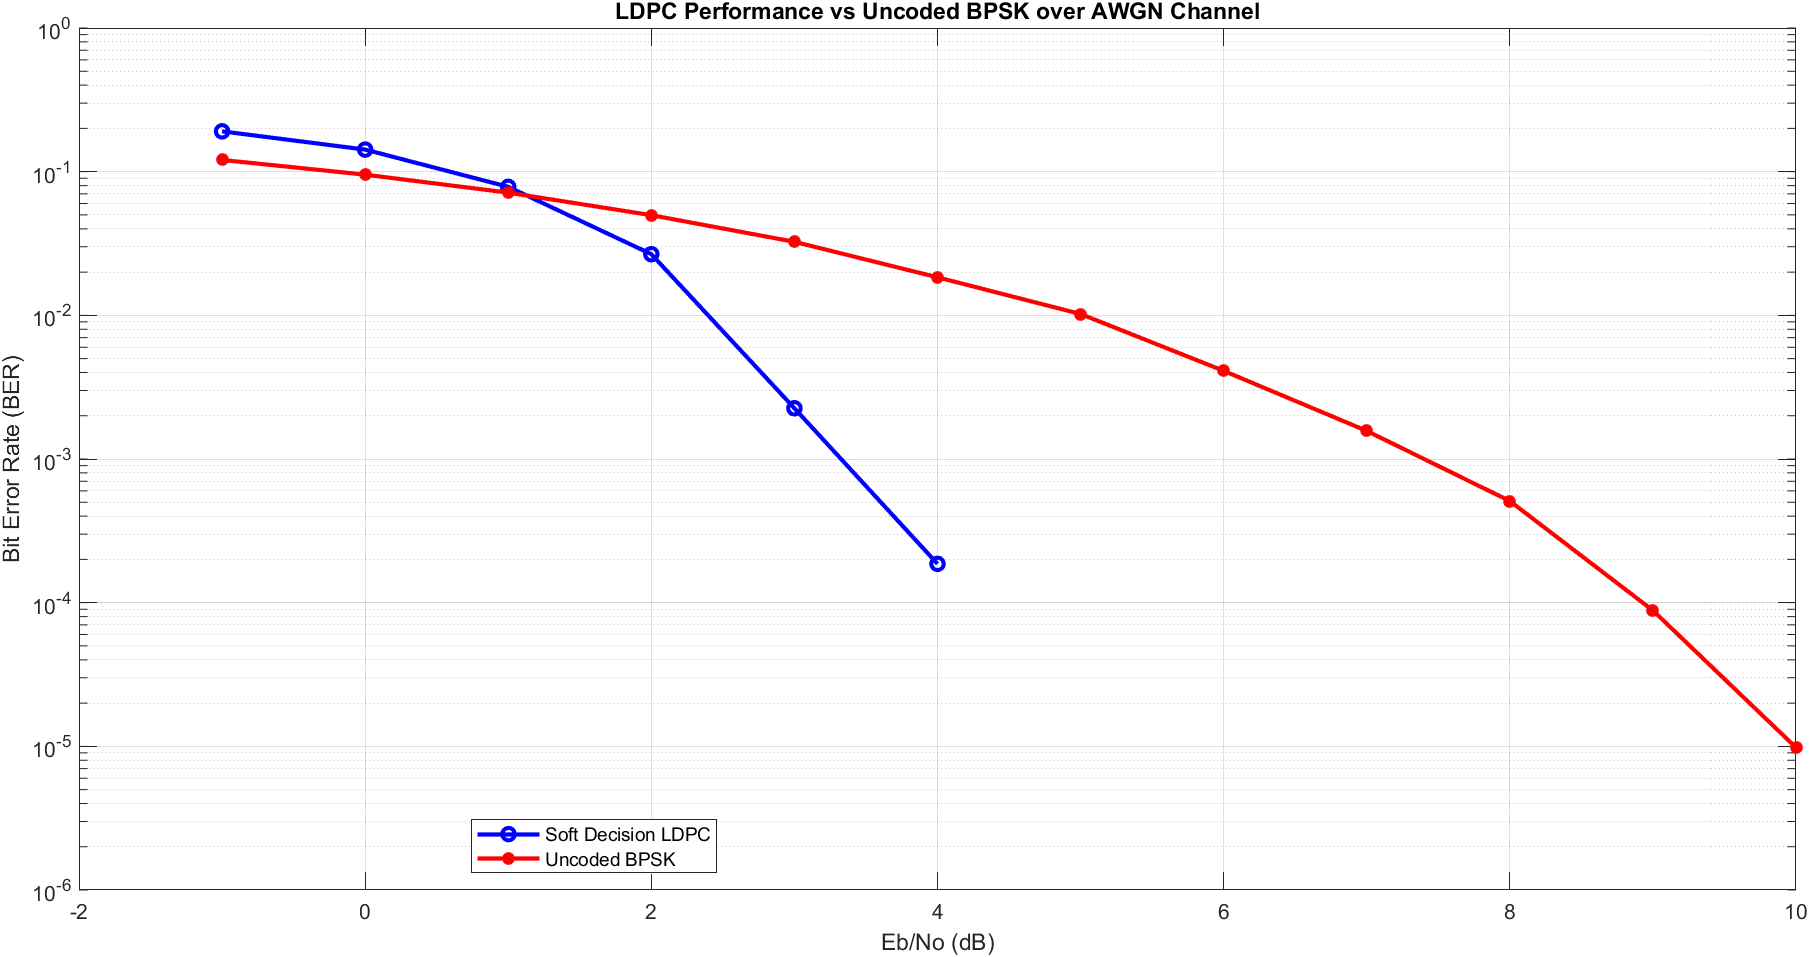 LDPC Performance vs Uncoded BPSK over AWGN Channel
10^0
10^-1
10^-2
10^-3
10^-4
10^-5
10^-6
Bit Error Rate (BER)
Soft Decision LDPC
Uncoded BPSK
-2 0 2 4 6 8 10
Eb/No (dB)